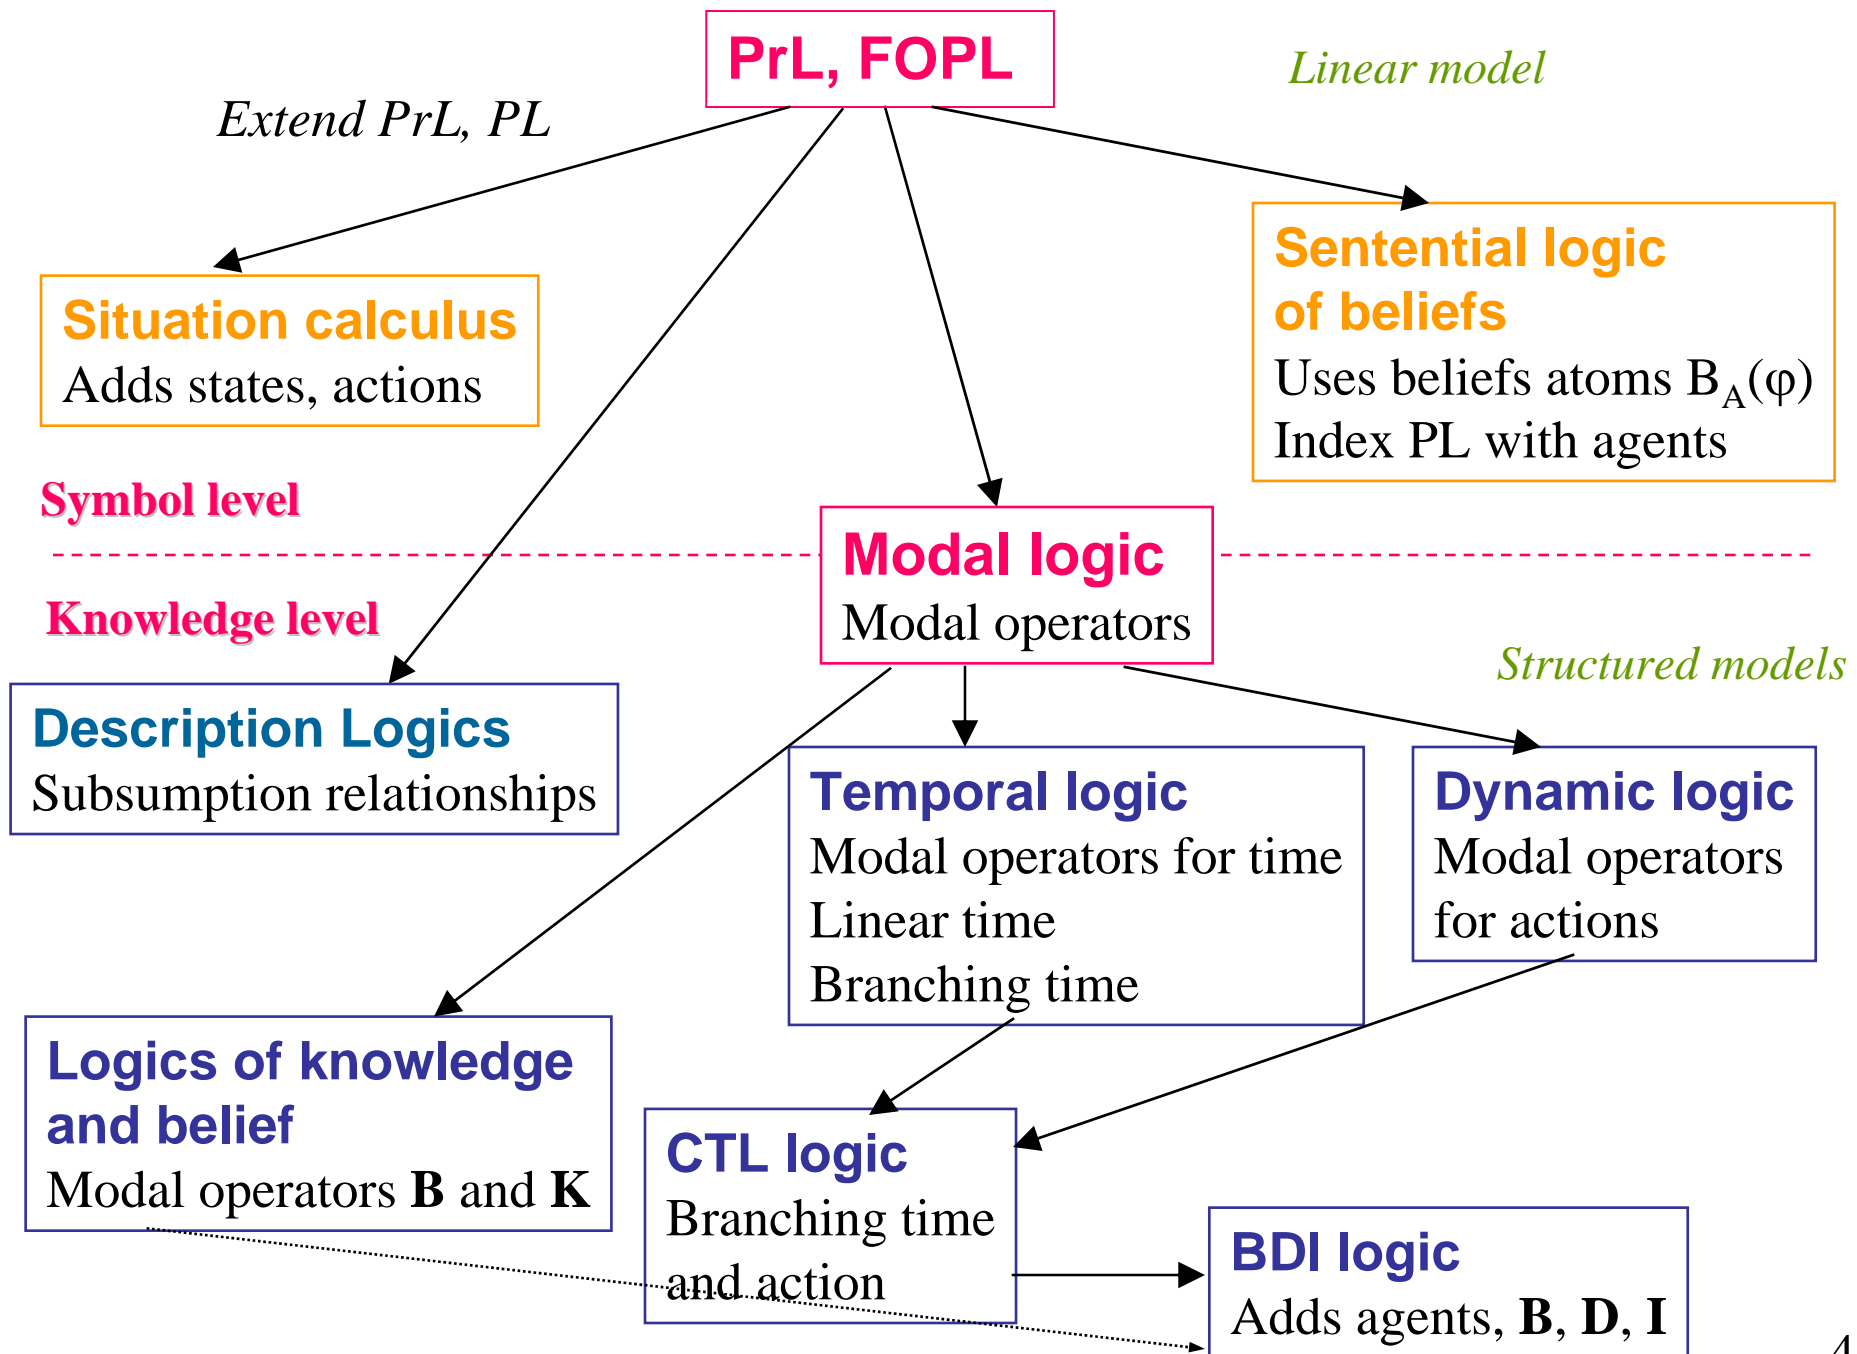 PrL, FOPL
Linear model
Extend PrL, PL
Situation calculus
Adds states, actions
Sentential logic
of beliefs
Uses beliefs atoms B_A(φ)
Index PL with agents
Symbol level
Modal logic
Modal operators
Knowledge level
Structured models
Description Logics
Subsumption relationships
Temporal logic
Modal operators for time
Linear time
Branching time
Dynamic logic
Modal operators
for actions
Logics of knowledge
and belief
Modal operators B and K
CTL logic
Branching time
and action
BDI logic
Adds agents, B, D, I
4